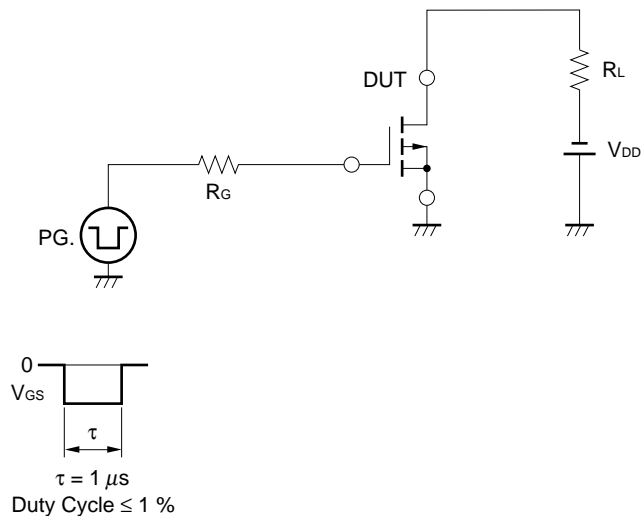 DUT
RL
VDD
RG
PG.
0
VGS
τ
τ = 1 μs
Duty Cycle ≤ 1 %